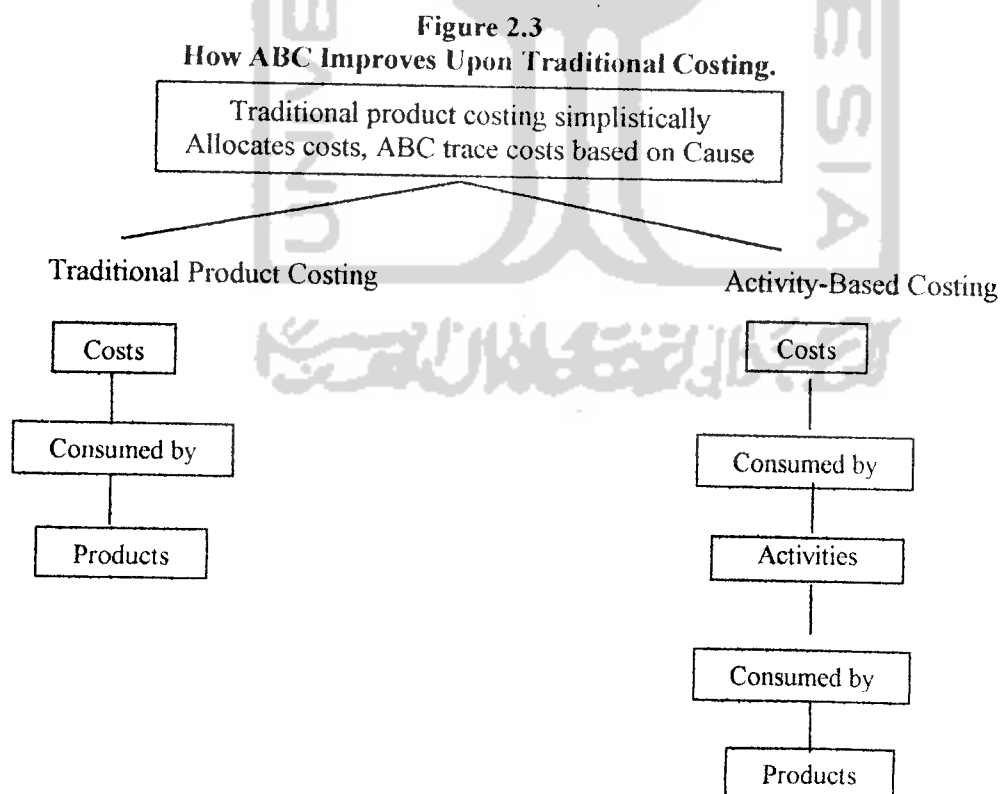 Figure 2.3
How ABC Improves Upon Traditional Costing.
Traditional product costing simplistically
Allocates costs, ABC trace costs based on Cause
Traditional Product Costing
Costs
Consumed by
Products
Activity-Based Costing
Costs
Consumed by
Activities
Consumed by
Products